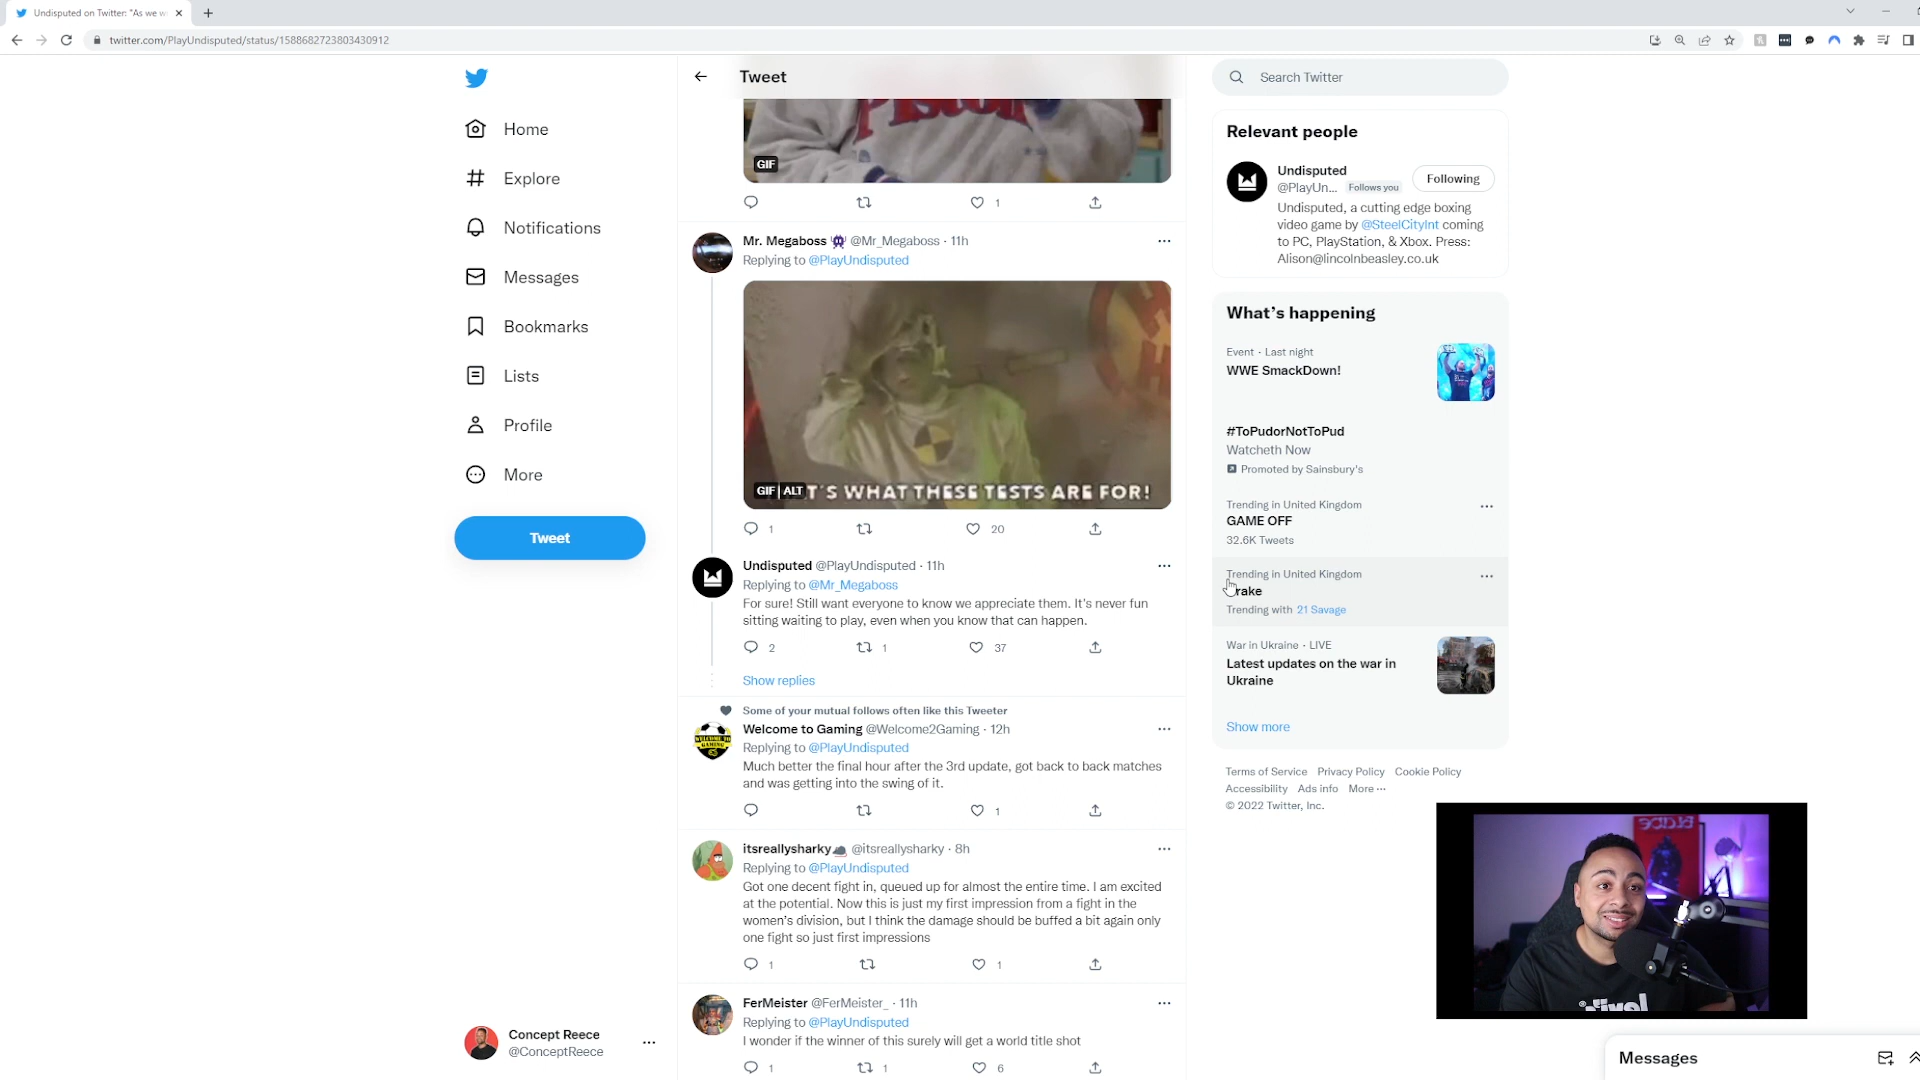 Undisputed on Twitter: "As we w
twitter.com/PlayUndisputed/status/1588682723803430912
Home
Explore
Notifications
Messages
Bookmarks
Lists
Profile
More
Tweet
Concept Reece
@ConceptReece
Tweet
GIF
1
Mr. Megaboss @Mr_Megaboss · 11h
Replying to @PlayUndisputed
GIF ALT T'S WHAT THESE TESTS ARE FOR!
1 20
Undisputed @PlayUndisputed · 11h
Replying to @Mr_Megaboss
For sure! Still want everyone to know we appreciate them. It's never fun
sitting waiting to play, even when you know that can happen.
2 1 37
Show replies
Some of your mutual follows often like this Tweeter
Welcome to Gaming @Welcome2Gaming · 12h
Replying to @PlayUndisputed
Much better the final hour after the 3rd update, got back to back matches
and was getting into the swing of it.
1
itsreallysharky @itsreallysharky · 8h
Replying to @PlayUndisputed
Got one decent fight in, queued up for almost the entire time. I am excited
at the potential. Now this is just my first impression from a fight in the
women's division, but I think the damage should be buffed a bit again only
one fight so just first impressions
1 1
FerMeister @FerMeister_ · 11h
Replying to @PlayUndisputed
I wonder if the winner of this surely will get a world title shot
1 1 6
Search Twitter
Relevant people
Undisputed
@PlayUn... Follows you
Following
Undisputed, a cutting edge boxing
video game by @SteelCityInt coming
to PC, PlayStation, & Xbox. Press:
Alison@lincolnbeasley.co.uk
What's happening
Event · Last night
WWE SmackDown!
#ToPudorNotToPud
Watcheth Now
Promoted by Sainsbury's
Trending in United Kingdom
GAME OFF
32.6K Tweets
Trending in United Kingdom
rake
Trending with 21 Savage
War in Ukraine · LIVE
Latest updates on the war in
Ukraine
Show more
Terms of Service Privacy Policy Cookie Policy
Accessibility Ads info More ···
© 2022 Twitter, Inc.
Messages